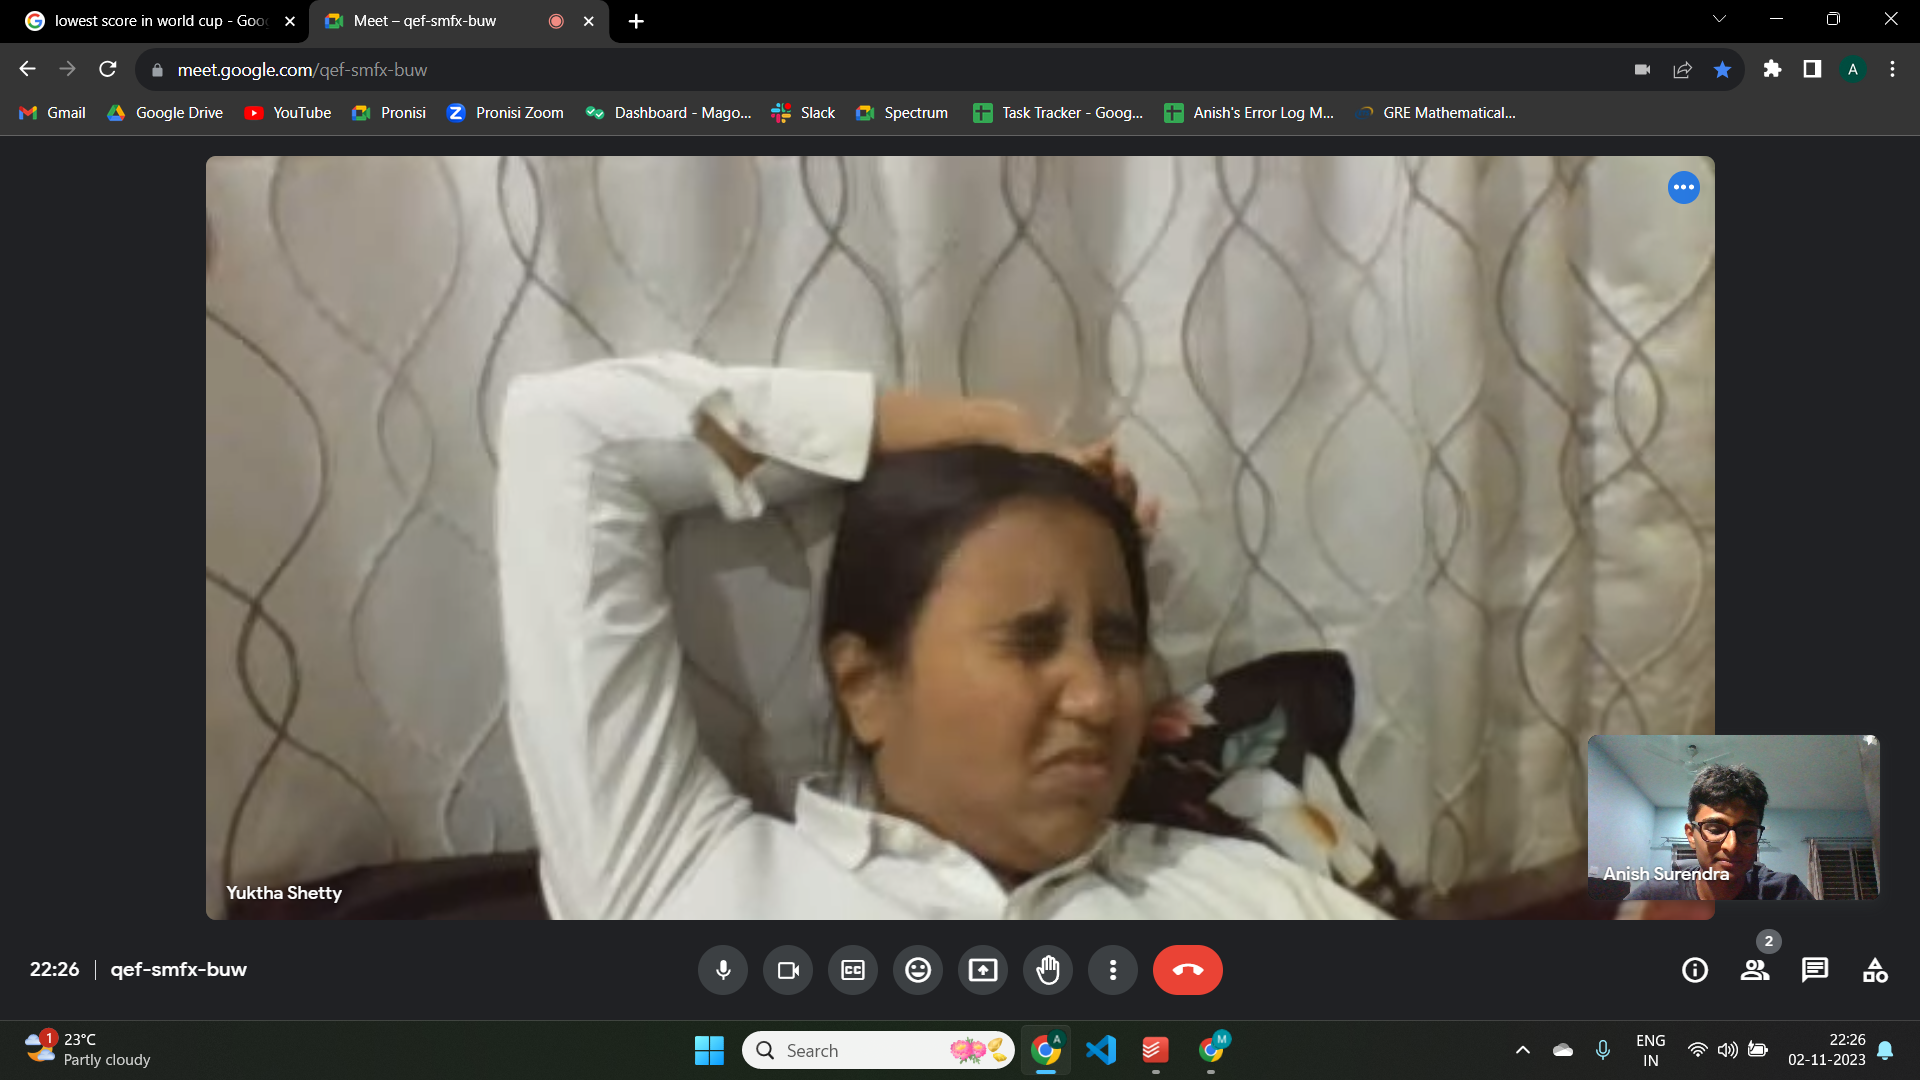 lowest score in world cup - Goo
Meet – qef-smfx-buw
meet.google.com/qef-smfx-buw
A
Gmail
Google Drive
YouTube
Pronisi
Pronisi Zoom
Dashboard - Mago...
Slack
Spectrum
Task Tracker - Goog...
Anish's Error Log M...
GRE Mathematical...
Yuktha Shetty
Anish Surendra
22:26
qef-smfx-buw
CC
2
1
23°C
Partly cloudy
Search
A
M
ENG
IN
22:26
02-11-2023